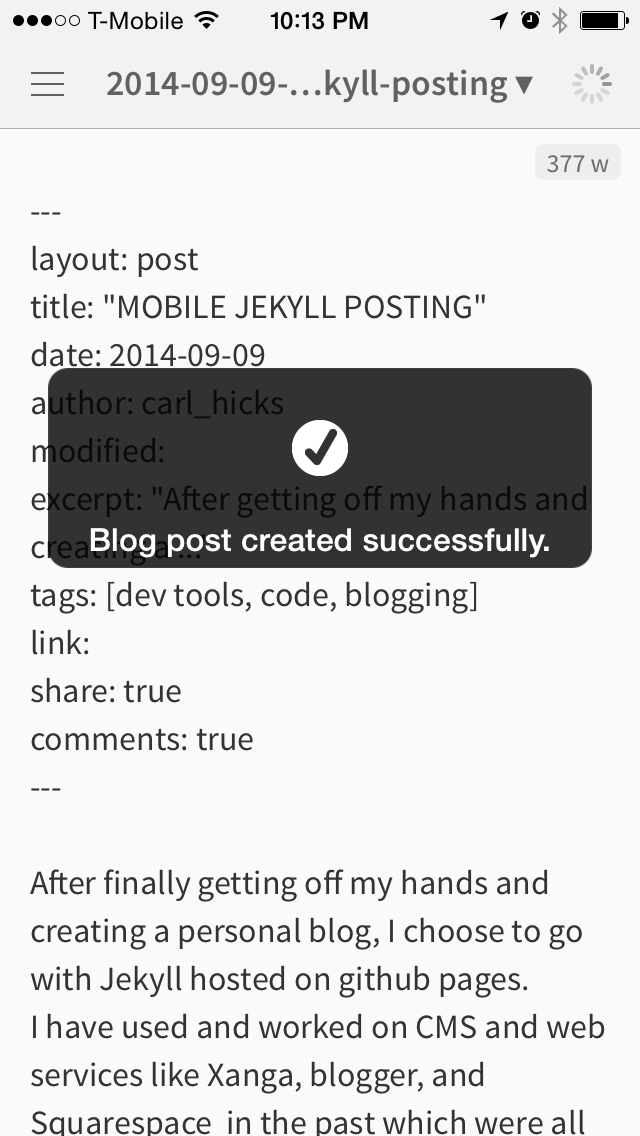 T-Mobile 10:13 PM
2014-09-09-...kyll-posting ▼
377 w
---
layout: post
title: "MOBILE JEKYLL POSTING"
date: 2014-09-09
author: carl_hicks
modified:
excerpt: "After getting off my hands and
creating a ..."
Blog post created successfully.
tags: [dev tools, code, blogging]
link:
share: true
comments: true
---
After finally getting off my hands and
creating a personal blog, I choose to go
with Jekyll hosted on github pages.
I have used and worked on CMS and web
services like Xanga, blogger, and
Squarespace  in the past which were all